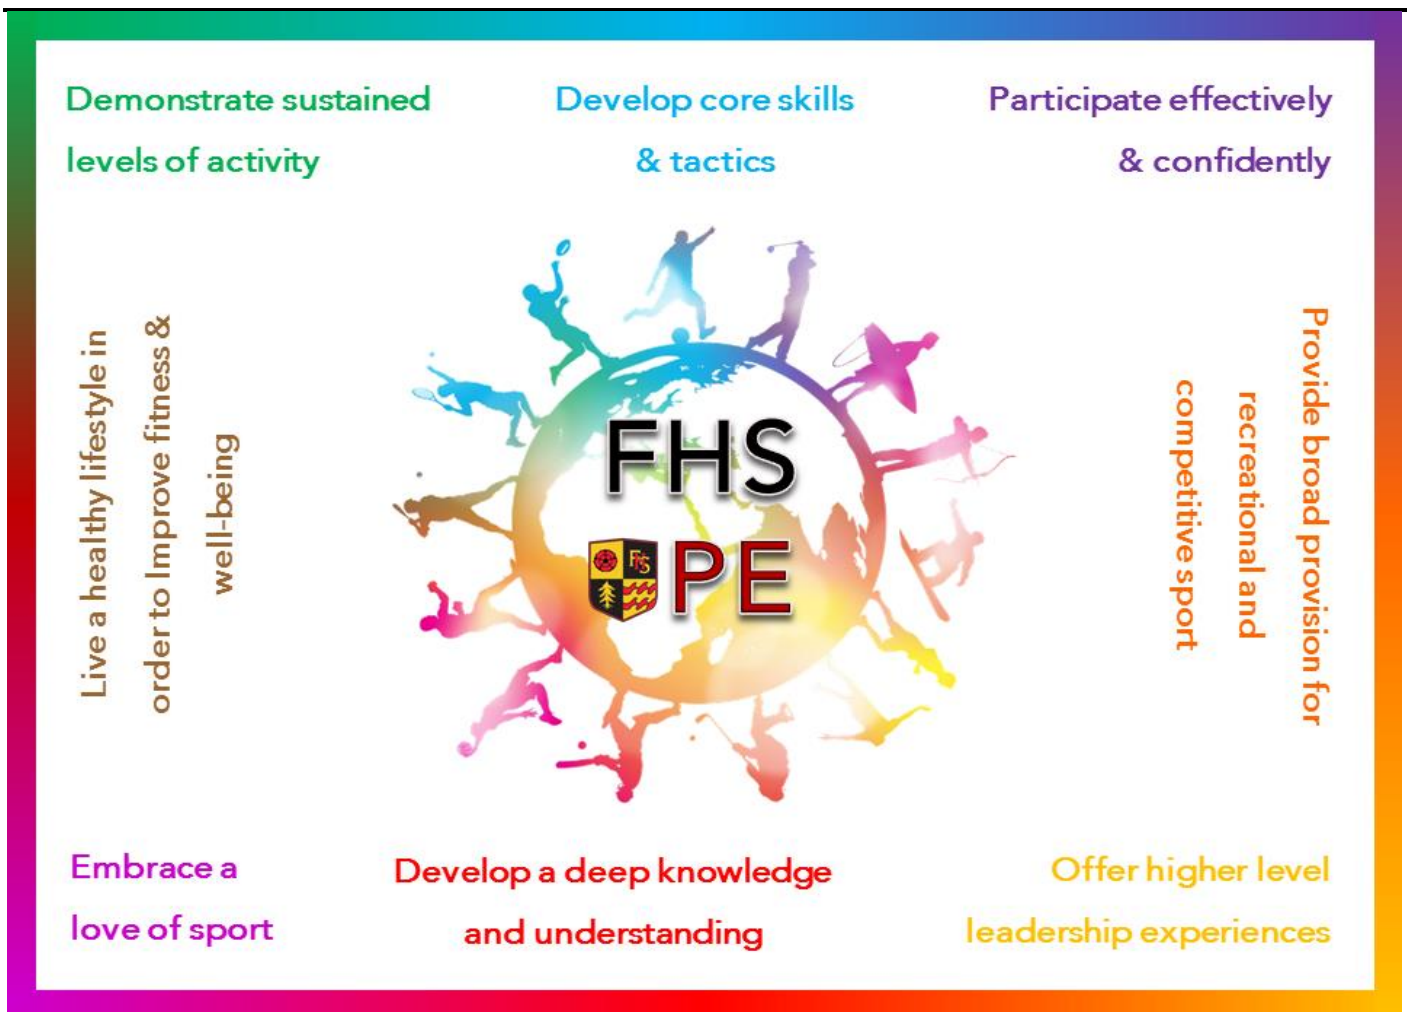 Demonstrate sustained
levels of activity
Develop core skills
& tactics
Participate effectively
& confidently
Live a healthy lifestyle in
order to Improve fitness &
well-being
FHS
FHS
PE
Provide broad provision for
recreational and
competitive sport
Embrace a
love of sport
Develop a deep knowledge
and understanding
Offer higher level
leadership experiences